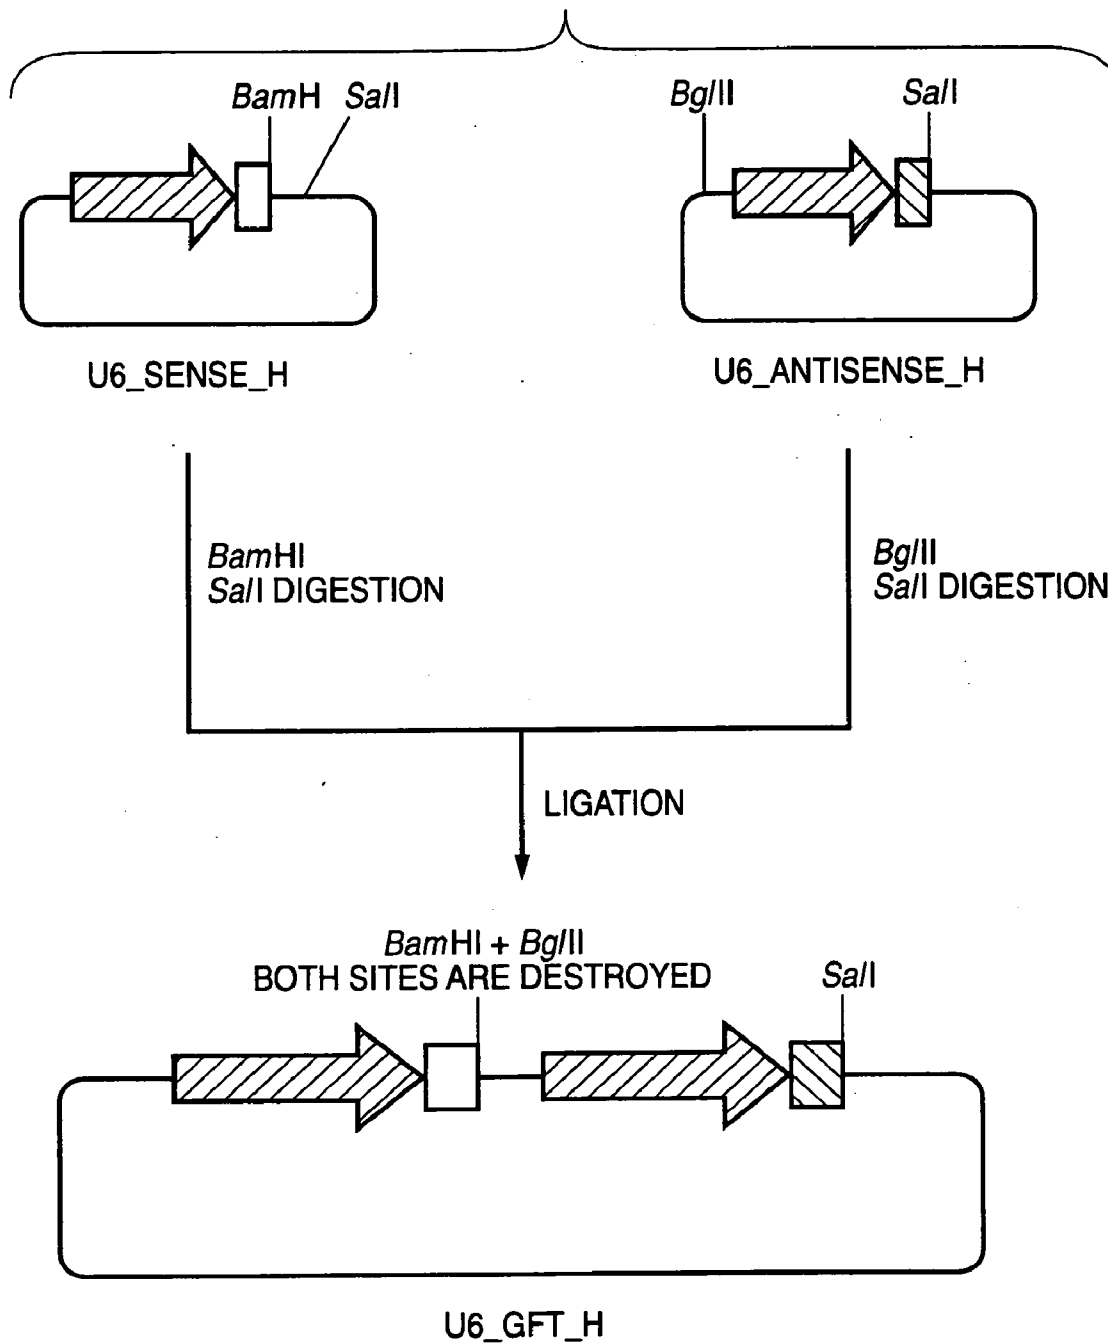 BamH SalI
BglII SalI
U6_SENSE_H
U6_ANTISENSE_H
BamHI
SalI DIGESTION
BglII
SalI DIGESTION
LIGATION
BamHI + BglII
BOTH SITES ARE DESTROYED
SalI
U6_GFT_H